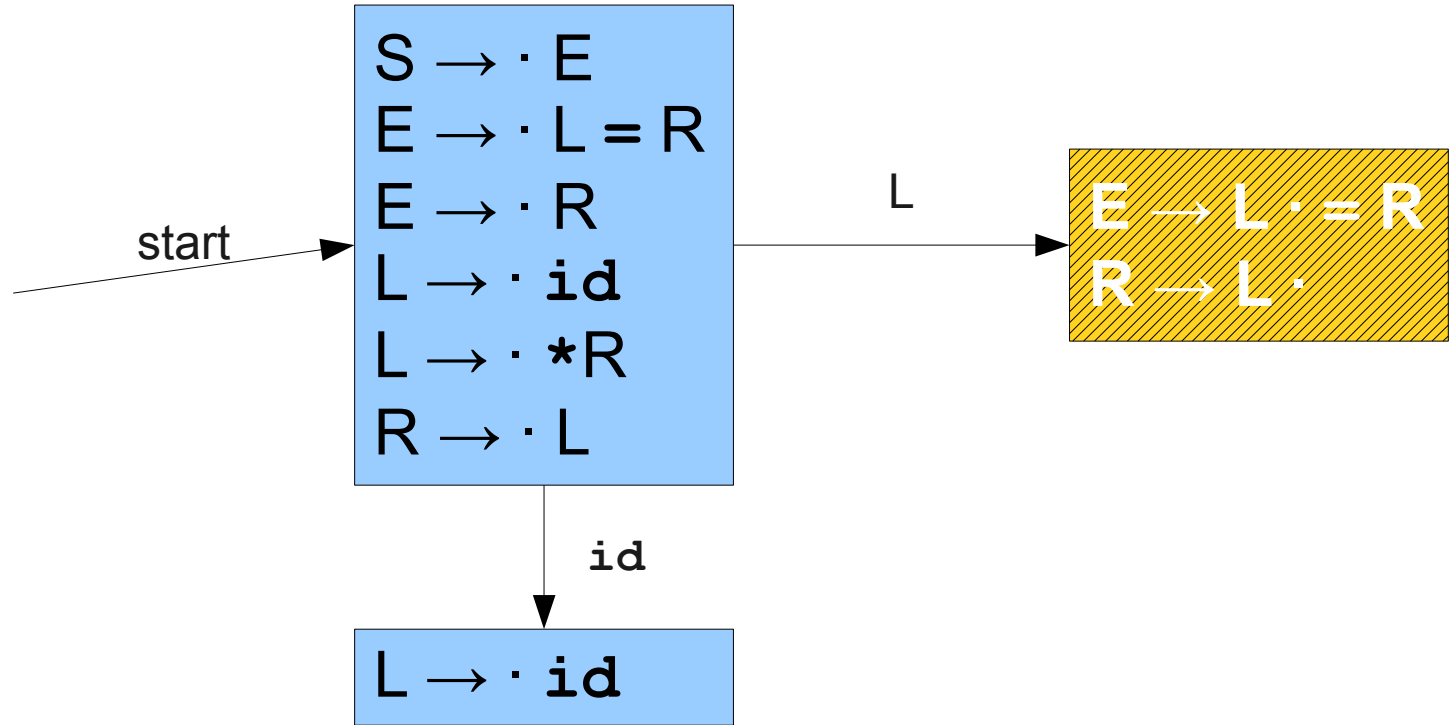 start
S → · E
E → · L = R
E → · R
L → · id
L → · *R
R → · L
L
E → L · = R
R → L ·
id
L → · id